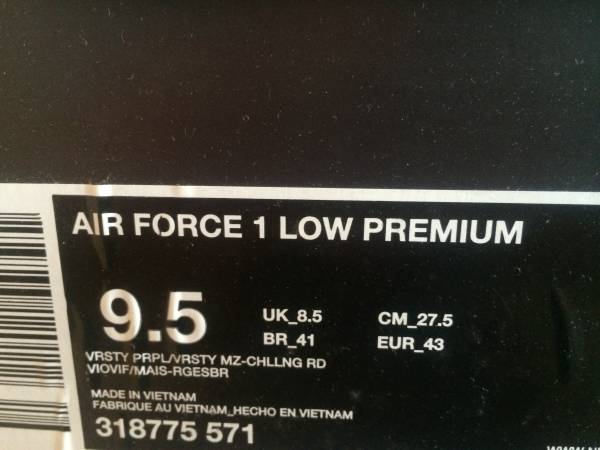 AIR FORCE 1 LOW PREMIUM
9.5
UK_8.5
CM_27.5
BR_41
EUR_43
VRSTY PRPL/VRSTY MZ-CHLLNG RD
VIOVIF/MAIS-RGESBR
MADE IN VIETNAM
FABRIQUE AU VIETNAM_HECHO EN VIETNAM
318775 571